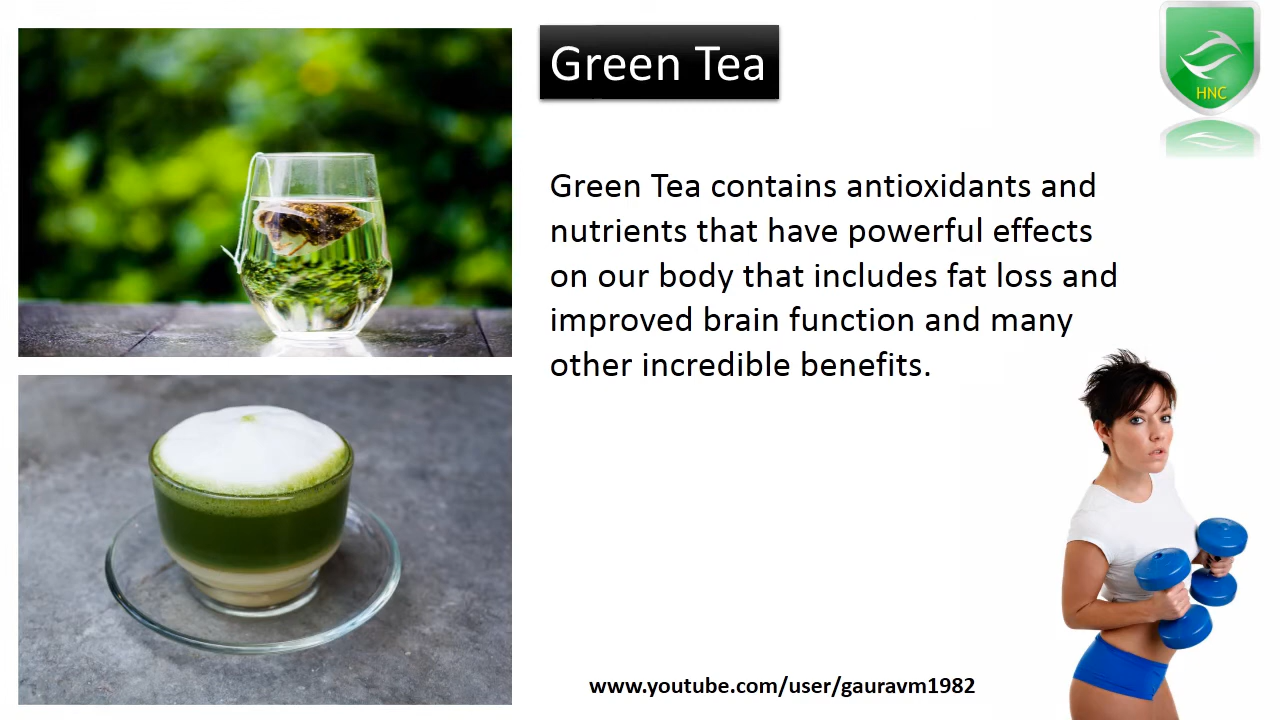 Green Tea
HNC
Green Tea contains antioxidants and
nutrients that have powerful effects
on our body that includes fat loss and
improved brain function and many
other incredible benefits.
www.youtube.com/user/gauravm1982